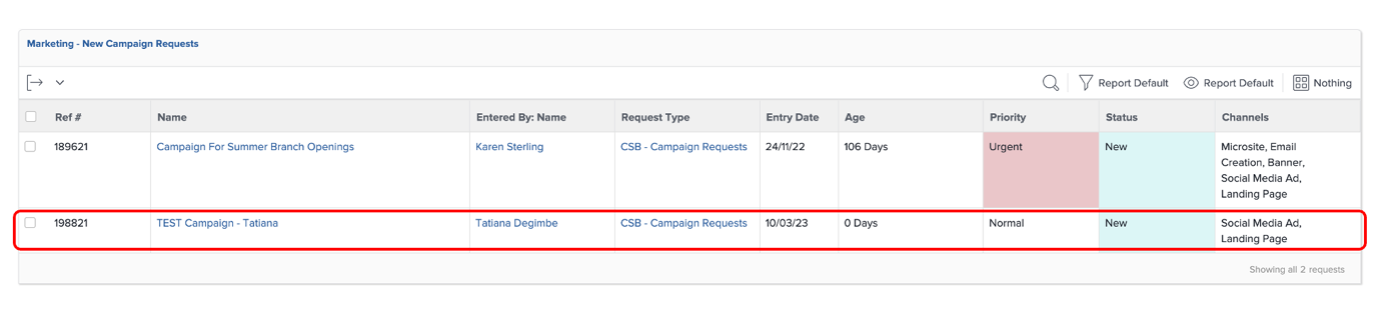 Marketing - New Campaign Requests
Report Default Report Default Nothing
Ref # Name Entered By: Name Request Type Entry Date Age Priority Status Channels
189621 Campaign For Summer Branch Openings Karen Sterling CSB - Campaign Requests 24/11/22 106 Days Urgent New Microsite, Email
Creation, Banner,
Social Media Ad,
Landing Page
198821 TEST Campaign - Tatiana Tatiana Degimbe CSB - Campaign Requests 10/03/23 0 Days Normal New Social Media Ad,
Landing Page
Showing all 2 requests